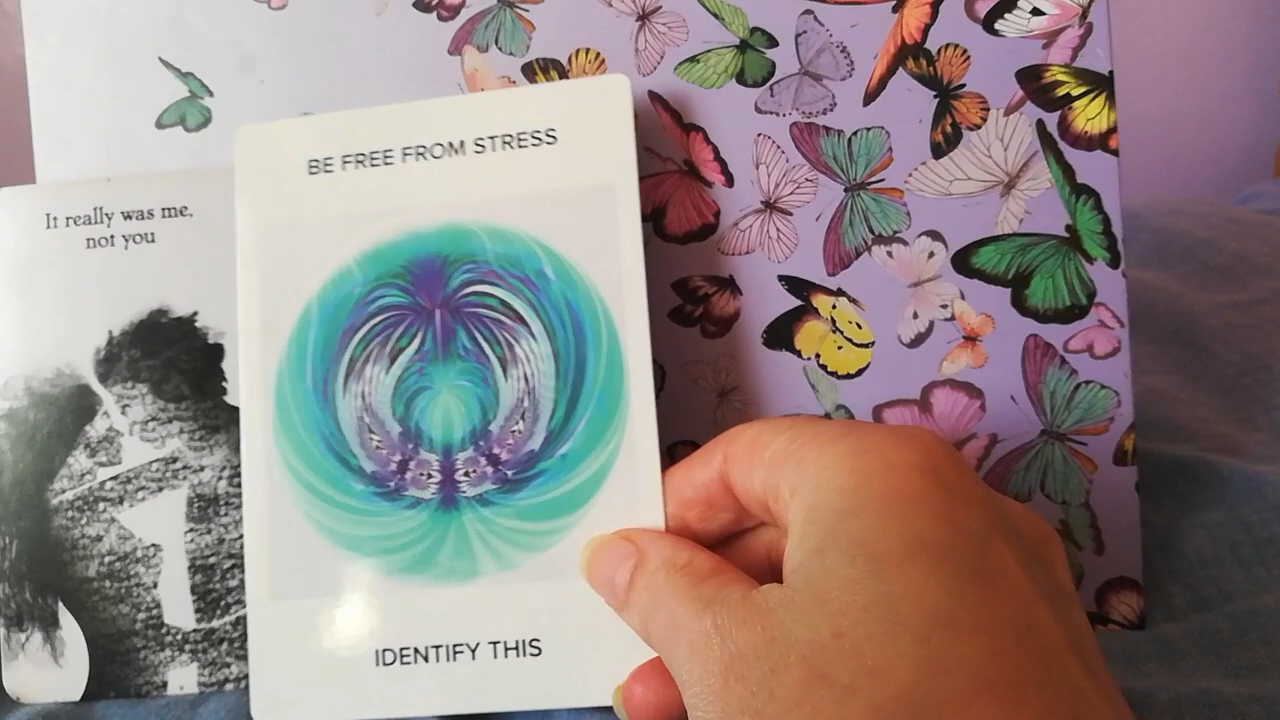 It really was me,
not you
BE FREE FROM STRESS
IDENTIFY THIS